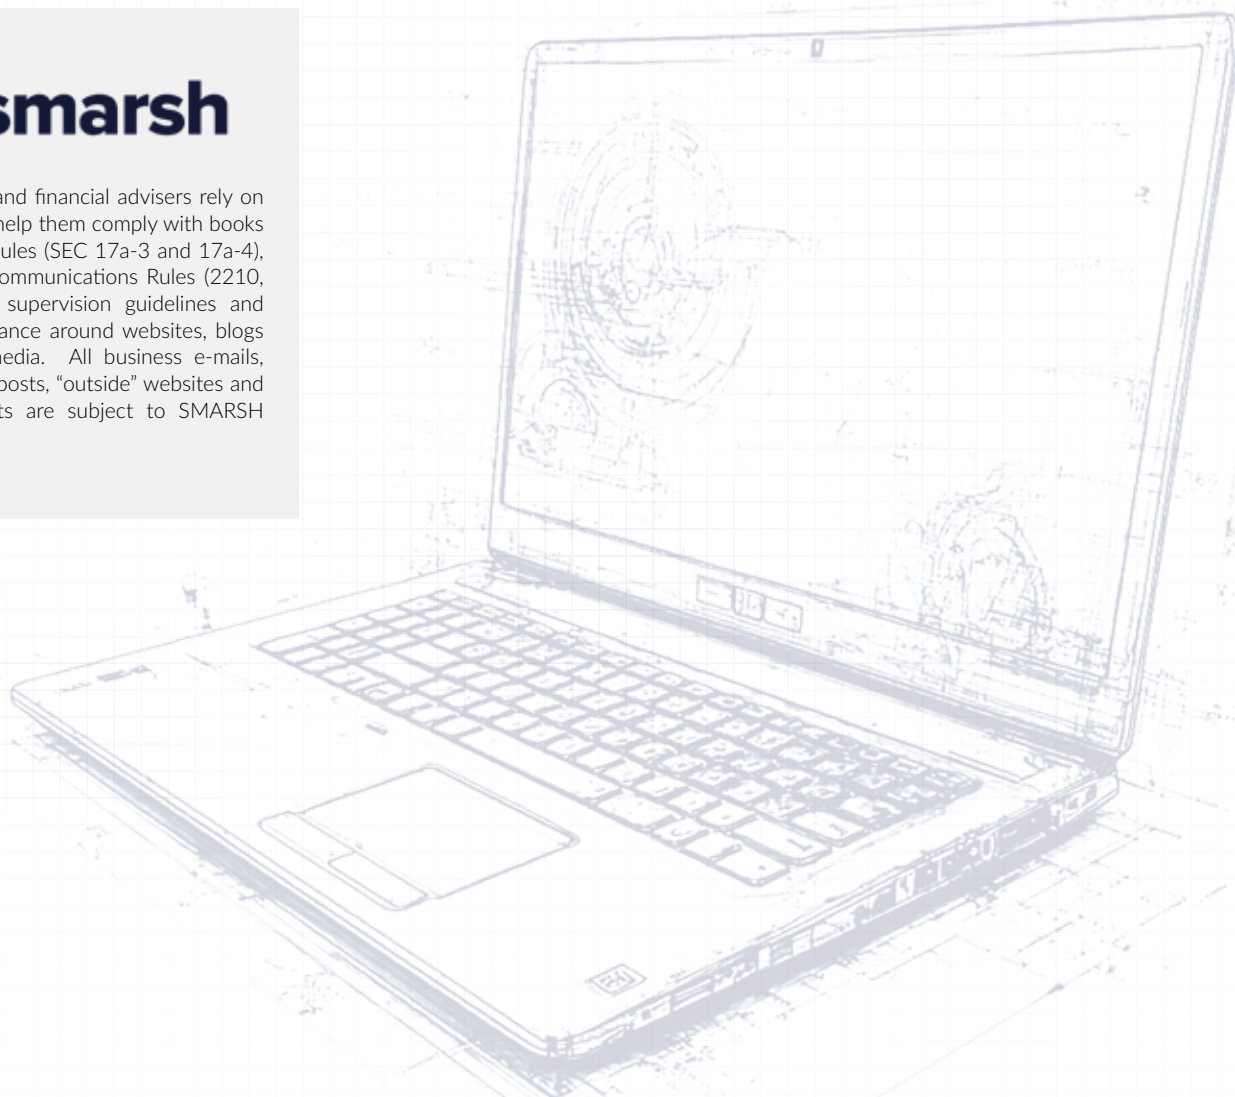 smarsh
and financial advisers rely on
help them comply with books
ules (SEC 17a-3 and 17a-4),
ommunications Rules (2210,
supervision guidelines and
ance around websites, blogs
nedia. All business e-mails,
posts, “outside” websites and
ts are subject to SMARSH